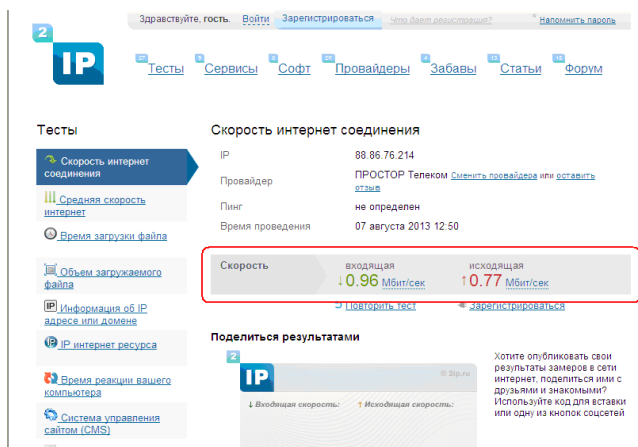 Здравствуйте, гость. Войти Зарегистрироваться Что дает регистрация? Напомнить пароль
2
IP
Тесты Сервисы Софт Провайдеры Забавы Статьи Форум
Тесты
Скорость интернет
соединения
Средняя скорость
интернет
Время загрузки файла
Объем загружаемого
файла
IP Информация об IP
адресе или домене
IP интернет ресурса
Время реакции вашего
компьютера
Система управления
сайтом (CMS)
Скорость интернет соединения
IP 88.86.76.214
Провайдер ПРОСТОР Телеком Сменить провайдера или оставить
отзыв
Пинг не определен
Время проведения 07 августа 2013 12:50
Скорость входящая исходящая
↓0.96 Мбит/сек ↑0.77 Мбит/сек
Повторить тест Зарегистрироваться
Поделиться результатами
2
IP
© 2ip.ru
↓ Входящая скорость: ↑ Исходящая скорость:
Хотите опубликовать свои
результаты замеров в сети
интернет, поделиться ими с
друзьями и знакомыми?
Используйте код для вставки
или одну из кнопок соцсетей